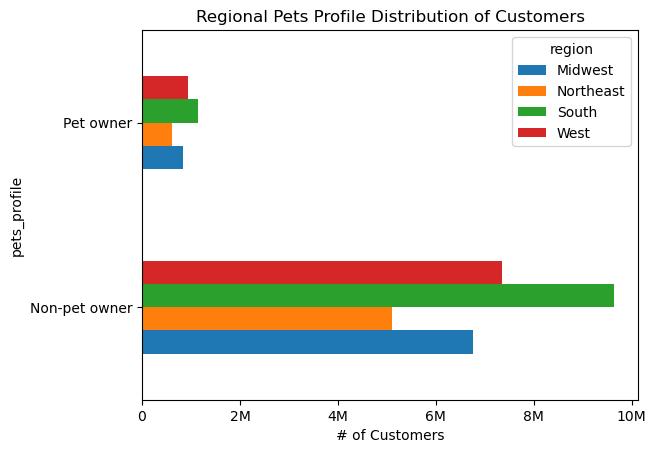 Regional Pets Profile Distribution of Customers
region
Midwest
Northeast
South
West
Pet owner
Non-pet owner
pets_profile
0 2M 4M 6M 8M 10M
# of Customers